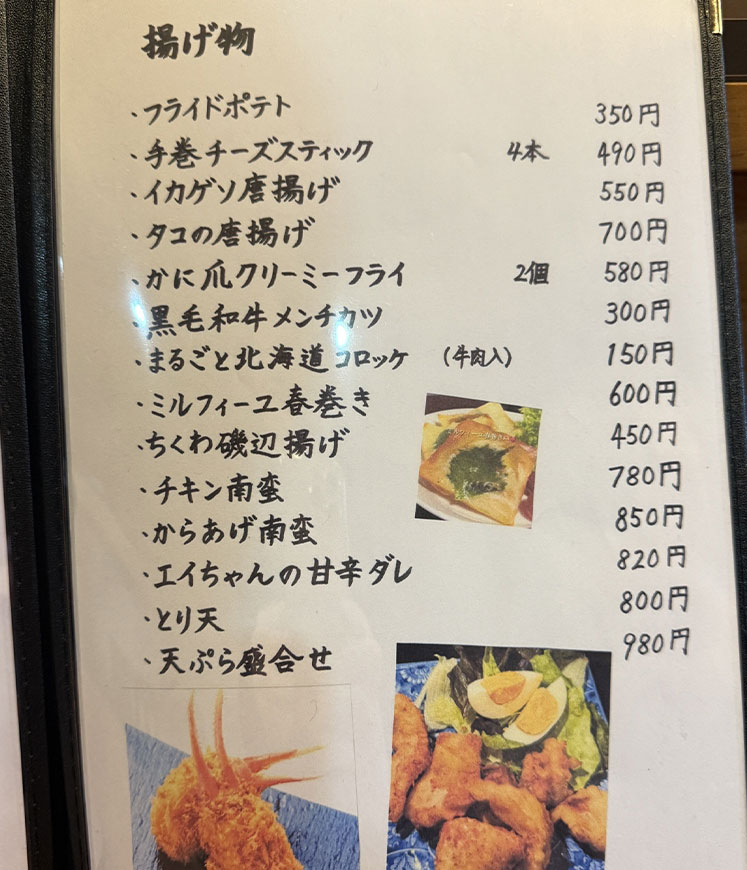 揚げ物
・フライドポテト 350円
・手巻チーズスティック 4本 490円
・イカゲソ唐揚げ 550円
・タコの唐揚げ 700円
・かに爪クリーミーフライ 2個 580円
・黒毛和牛メンチカツ 300円
・まるごと北海道コロッケ (牛肉入) 150円
・ミルフィーユ春巻き 600円
・ちくわ磯辺揚げ 450円
・チキン南蛮 780円
・からあげ南蛮 850円
・エイちゃんの甘辛ダレ 820円
・とり天 800円
・天ぷら盛合せ 980円